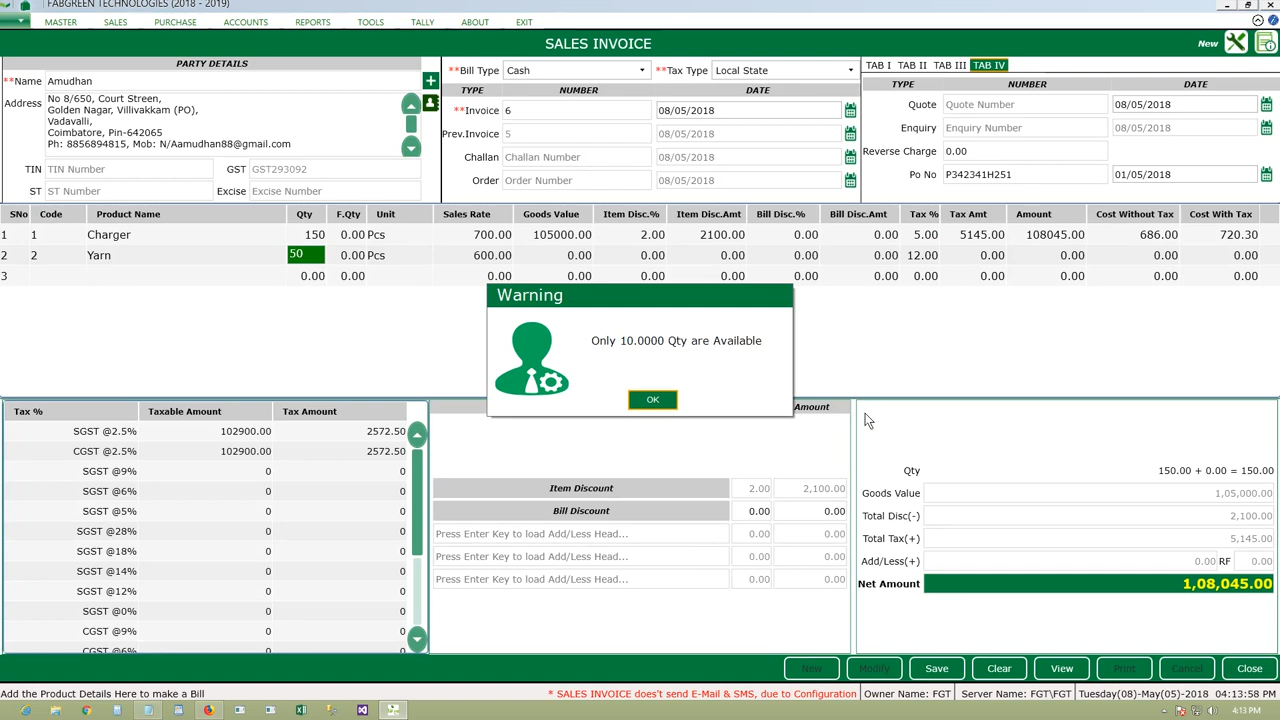 FABGREEN TECHNOLOGIES (2018 - 2019)
MASTER SALES PURCHASE ACCOUNTS REPORTS TOOLS TALLY ABOUT EXIT
SALES INVOICE New
PARTY DETAILS
**Name Amudhan
Address No 8/650, Court Streen,
Golden Nagar, Villivakkam (PO),
Vadavalli,
Coimbatore, Pin-642065
Ph: 8856894815, Mob: N/Aamudhan88@gmail.com
TIN TIN Number GST GST293092
ST ST Number Excise Excise Number
**Bill Type Cash **Tax Type Local State
TYPE NUMBER DATE
**Invoice 6 08/05/2018
Prev.Invoice 5 08/05/2018
Challan Challan Number 08/05/2018
Order Order Number 08/05/2018
TAB I TAB II TAB III TAB IV
TYPE NUMBER DATE
Quote Quote Number 08/05/2018
Enquiry Enquiry Number 08/05/2018
Reverse Charge 0.00
Po No P342341H251 01/05/2018
SNo Code Product Name Qty F.Qty Unit Sales Rate Goods Value Item Disc.% Item Disc.Amt Bill Disc.% Bill Disc.Amt Tax % Tax Amt Amount Cost Without Tax Cost With Tax
1 1 Charger 150 0.00 Pcs 700.00 105000.00 2.00 2100.00 0.00 0.00 5.00 5145.00 108045.00 686.00 720.30
2 2 Yarn 50 0.00 Pcs 600.00 0.00 0.00 0.00 0.00 0.00 12.00 0.00 0.00 0.00 0.00
3 0.00 0.00 0.00 0.00 0.00 0.00 0.00 0.00 0.00 0.00 0.00 0.00 0.00
Warning
Only 10.0000 Qty are Available
OK
Tax % Taxable Amount Tax Amount
SGST @2.5% 102900.00 2572.50
CGST @2.5% 102900.00 2572.50
SGST @9% 0 0
SGST @6% 0 0
SGST @5% 0 0
SGST @28% 0 0
SGST @18% 0 0
SGST @14% 0 0
SGST @12% 0 0
SGST @0% 0 0
CGST @9% 0 0
CGST @6% 0 0
Amount
Item Discount 2.00 2,100.00
Bill Discount 0.00 0.00
Press Enter Key to load Add/Less Head... 0.00 0.00
Press Enter Key to load Add/Less Head... 0.00 0.00
Press Enter Key to load Add/Less Head... 0.00 0.00
Qty 150.00 + 0.00 = 150.00
Goods Value 1,05,000.00
Total Disc(-) 2,100.00
Total Tax(+) 5,145.00
Add/Less(+) 0.00 RF 0.00
Net Amount 1,08,045.00
New Modify Save Clear View Print Cancel Close
Add the Product Details Here to make a Bill * SALES INVOICE does't send E-Mail & SMS, due to Configuration Owner Name: FGT Server Name: FGT\FGT Tuesday(08)-May(05)-2018 04:13:58 PM
4:13 PM